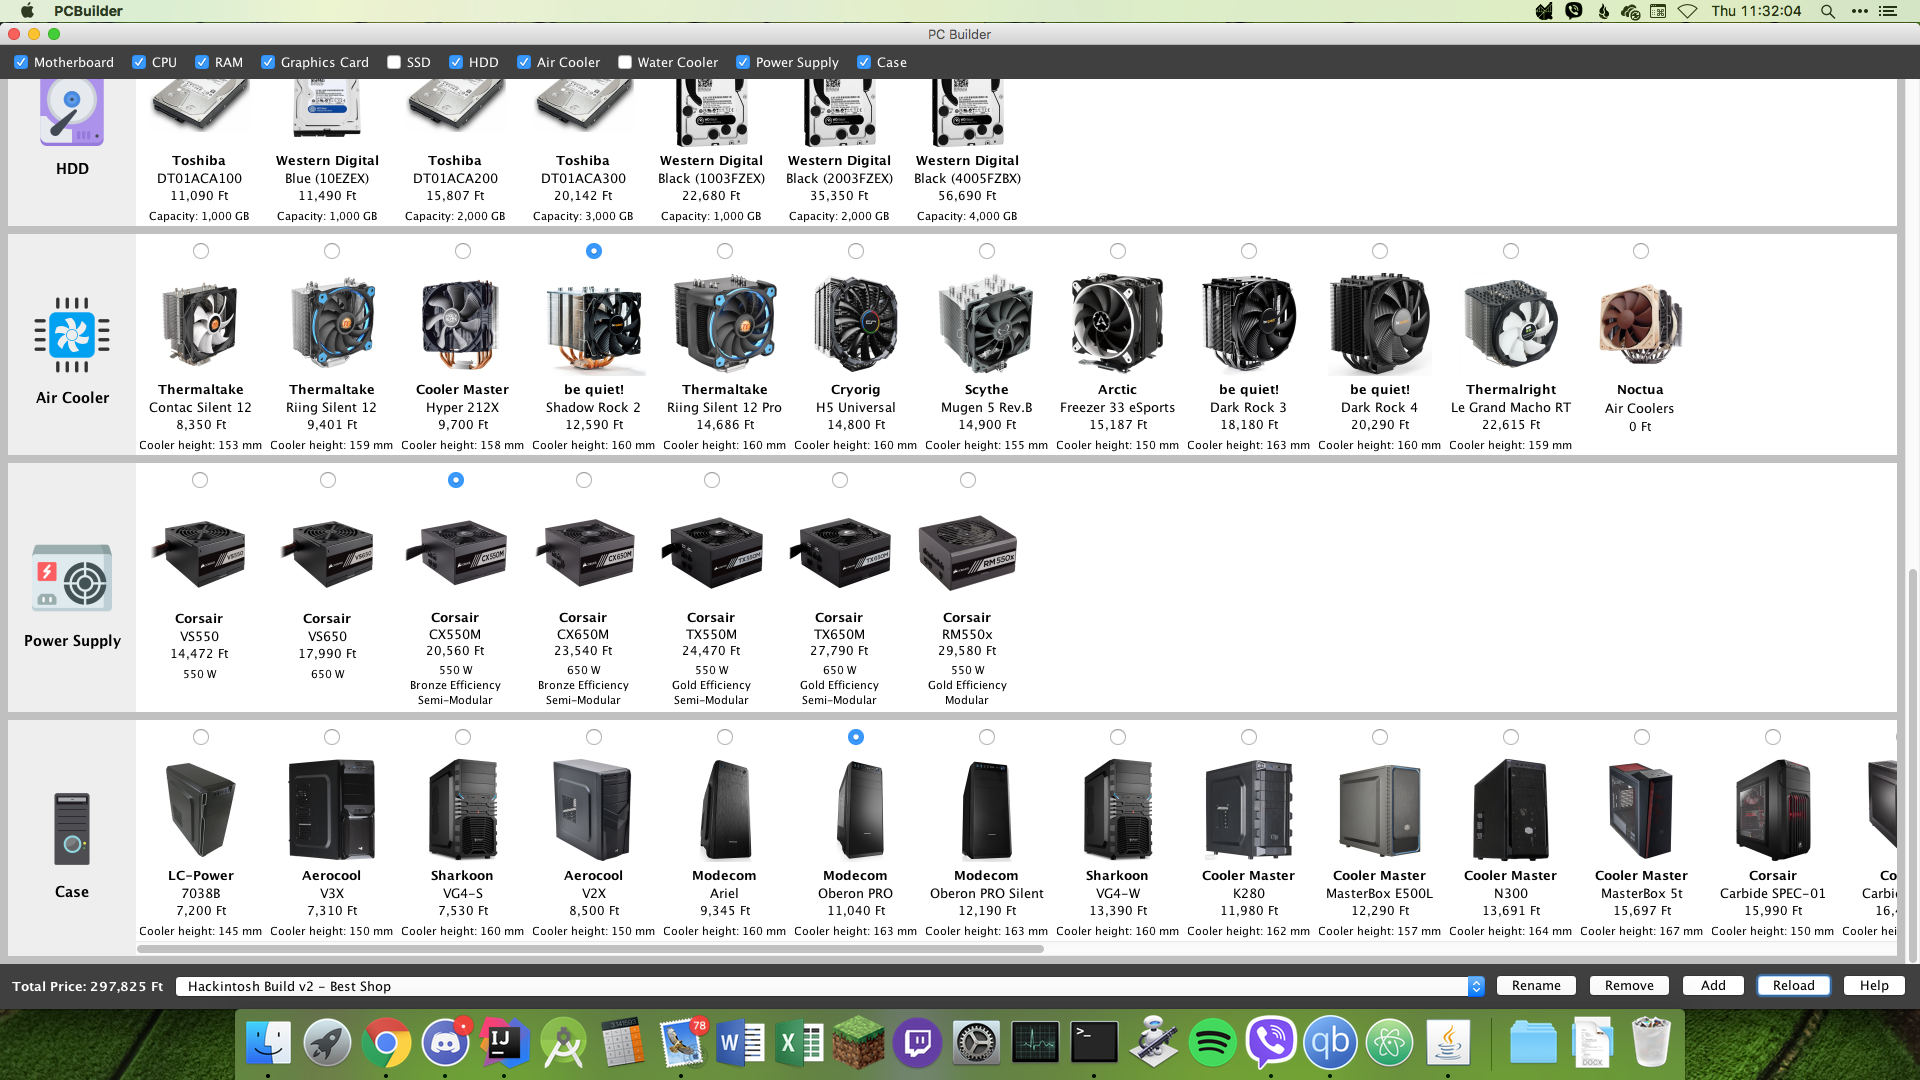 PCBuilder
Thu 11:32:04
PC Builder
Motherboard CPU RAM Graphics Card SSD HDD Air Cooler Water Cooler Power Supply Case
HDD
Toshiba
DT01ACA100
11,090 Ft
Capacity: 1,000 GB
Western Digital
Blue (10EZEX)
11,490 Ft
Capacity: 1,000 GB
Toshiba
DT01ACA200
15,807 Ft
Capacity: 2,000 GB
Toshiba
DT01ACA300
20,142 Ft
Capacity: 3,000 GB
Western Digital
Black (1003FZEX)
22,680 Ft
Capacity: 1,000 GB
Western Digital
Black (2003FZEX)
35,350 Ft
Capacity: 2,000 GB
Western Digital
Black (4005FZBX)
56,690 Ft
Capacity: 4,000 GB
Air Cooler
Thermaltake
Contac Silent 12
8,350 Ft
Cooler height: 153 mm
Thermaltake
Riing Silent 12
9,401 Ft
Cooler height: 159 mm
Cooler Master
Hyper 212X
9,700 Ft
Cooler height: 158 mm
be quiet!
Shadow Rock 2
12,590 Ft
Cooler height: 160 mm
Thermaltake
Riing Silent 12 Pro
14,686 Ft
Cooler height: 160 mm
Cryorig
H5 Universal
14,800 Ft
Cooler height: 160 mm
Scythe
Mugen 5 Rev.B
14,900 Ft
Cooler height: 155 mm
Arctic
Freezer 33 eSports
15,187 Ft
Cooler height: 150 mm
be quiet!
Dark Rock 3
18,180 Ft
Cooler height: 163 mm
be quiet!
Dark Rock 4
20,290 Ft
Cooler height: 160 mm
Thermalright
Le Grand Macho RT
22,615 Ft
Cooler height: 159 mm
Noctua
Air Coolers
0 Ft
Power Supply
VS550
Corsair
VS550
14,472 Ft
550 W
VS650
Corsair
VS650
17,990 Ft
650 W
CX550M
Corsair
CX550M
20,560 Ft
550 W
Bronze Efficiency
Semi-Modular
CX650M
Corsair
CX650M
23,540 Ft
650 W
Bronze Efficiency
Semi-Modular
TX550M
Corsair
TX550M
24,470 Ft
550 W
Gold Efficiency
Semi-Modular
TX650M
Corsair
TX650M
27,790 Ft
650 W
Gold Efficiency
Semi-Modular
RM550x
Corsair
RM550x
29,580 Ft
550 W
Gold Efficiency
Modular
Case
LC-Power
7038B
7,200 Ft
Cooler height: 145 mm
Aerocool
V3X
7,310 Ft
Cooler height: 150 mm
Sharkoon
VG4-S
7,530 Ft
Cooler height: 160 mm
Aerocool
V2X
8,500 Ft
Cooler height: 150 mm
Modecom
Ariel
9,345 Ft
Cooler height: 160 mm
Modecom
Oberon PRO
11,040 Ft
Cooler height: 163 mm
Modecom
Oberon PRO Silent
12,190 Ft
Cooler height: 163 mm
Sharkoon
VG4-W
13,390 Ft
Cooler height: 160 mm
Cooler Master
K280
11,980 Ft
Cooler height: 162 mm
Cooler Master
MasterBox E500L
12,290 Ft
Cooler height: 157 mm
Cooler Master
N300
13,691 Ft
Cooler height: 164 mm
Cooler Master
MasterBox 5t
15,697 Ft
Cooler height: 167 mm
Corsair
Carbide SPEC-01
15,990 Ft
Cooler height: 150 mm
Co
Carbi
16,
Cooler hei
Total Price: 297,825 Ft
Hackintosh Build v2 - Best Shop
Rename Remove Add Reload Help
IJ
78
W
X
>_
qb
DOCX